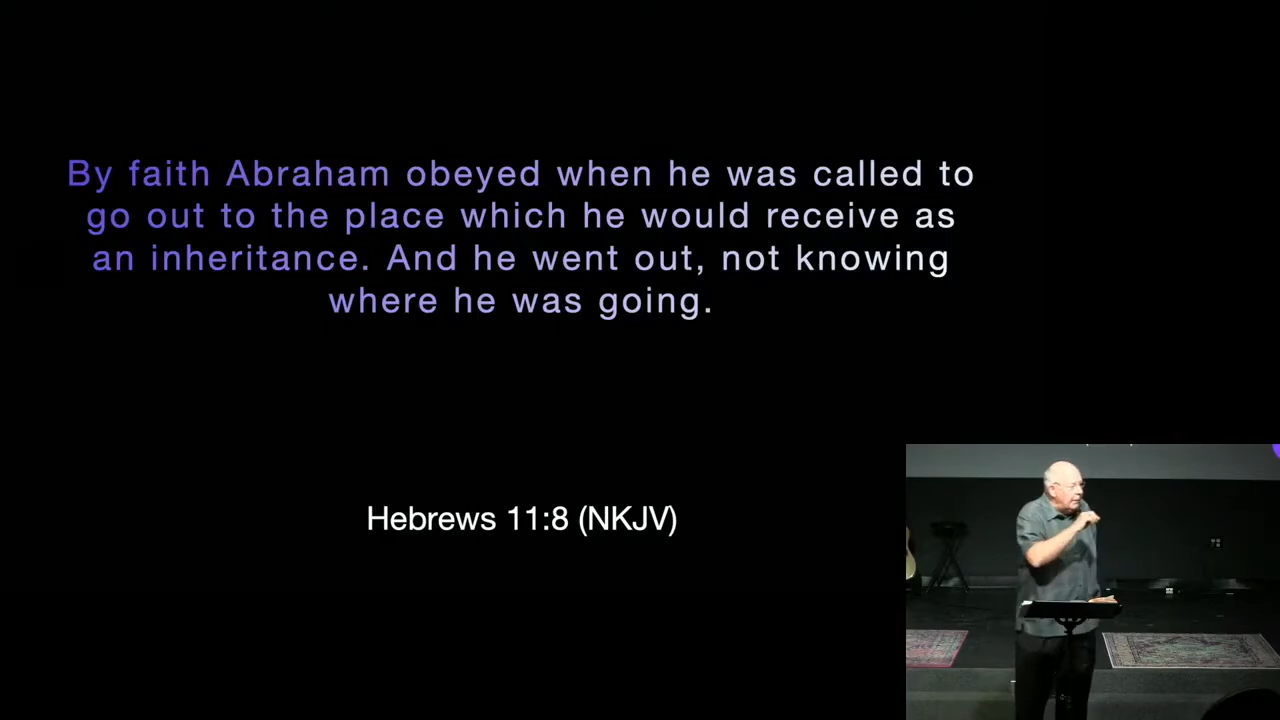 By faith Abraham obeyed when he was called to
go out to the place which he would receive as
an inheritance. And he went out, not knowing
where he was going.
Hebrews 11:8 (NKJV)